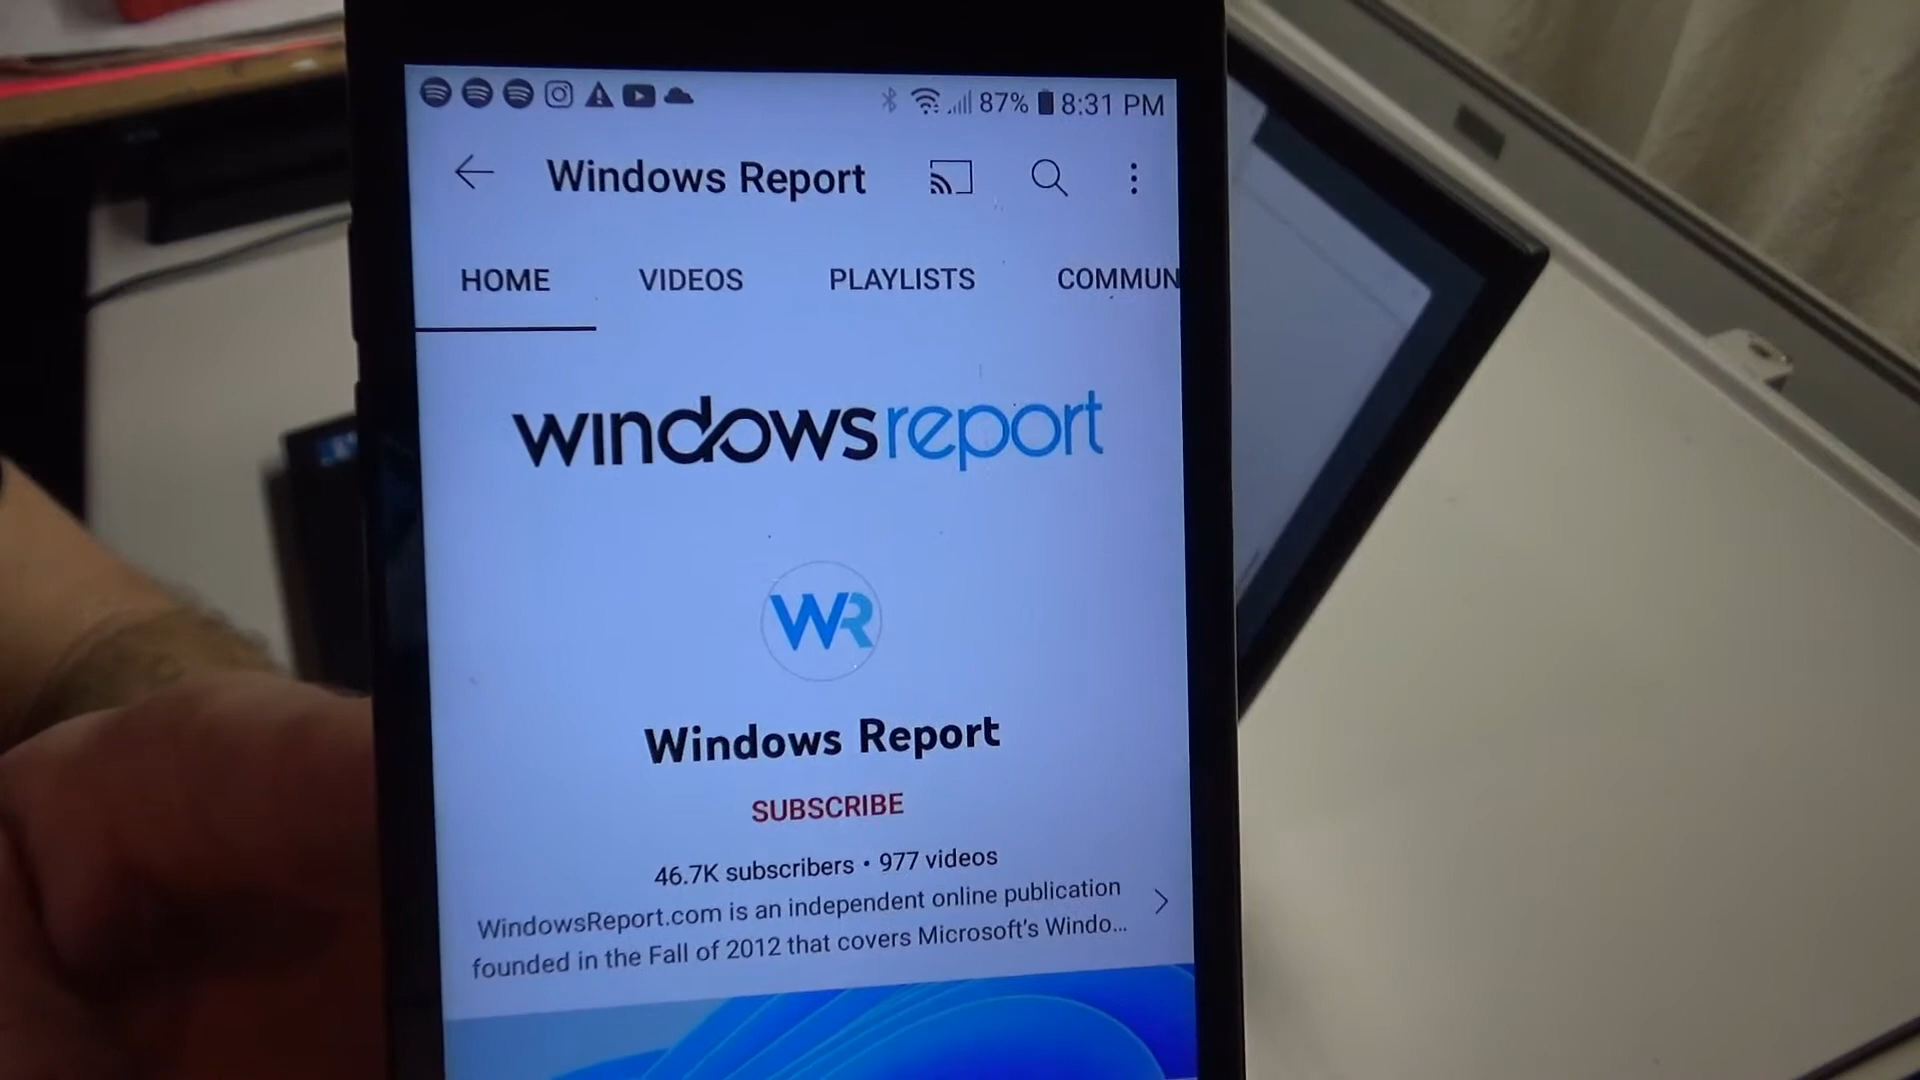 87% 8:31 PM
Windows Report
HOME VIDEOS PLAYLISTS COMMUN
windowsreport
WR
Windows Report
SUBSCRIBE
46.7K subscribers • 977 videos
WindowsReport.com is an independent online publication
founded in the Fall of 2012 that covers Microsoft's Windo...